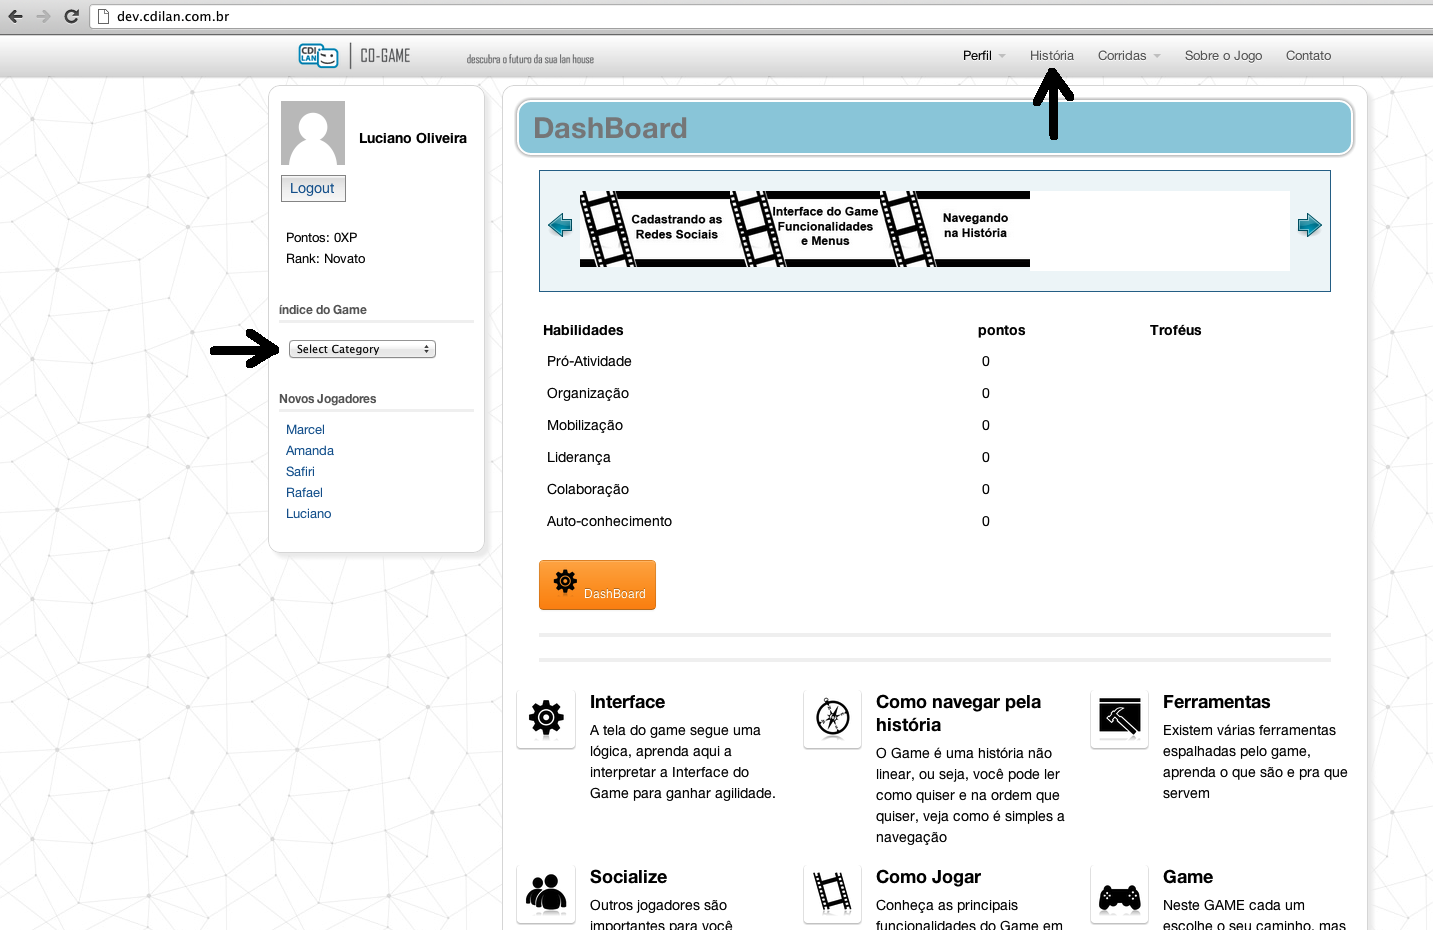 dev.cdilan.com.br
CDI
LAN
CO-GAME
descubra o futuro da sua lan house
Perfil
História
Corridas
Sobre o Jogo
Contato
Luciano Oliveira
Logout
Pontos: 0XP
Rank: Novato
índice do Game
Select Category
Novos Jogadores
Marcel
Amanda
Safiri
Rafael
Luciano
DashBoard
Cadastrando as
Redes Sociais
Interface do Game
Funcionalidades
e Menus
Navegando
na História
Habilidades pontos Troféus
Pró-Atividade 0
Organização 0
Mobilização 0
Liderança 0
Colaboração 0
Auto-conhecimento 0
DashBoard
Interface
A tela do game segue uma
lógica, aprenda aqui a
interpretar a Interface do
Game para ganhar agilidade.
Como navegar pela
história
O Game é uma história não
linear, ou seja, você pode ler
como quiser e na ordem que
quiser, veja como é simples a
navegação
Ferramentas
Existem várias ferramentas
espalhadas pelo game,
aprenda o que são e pra que
servem
Socialize
Outros jogadores são
importantes para você
Como Jogar
Conheça as principais
funcionalidades do Game em
Game
Neste GAME cada um
escolhe o seu caminho, mas